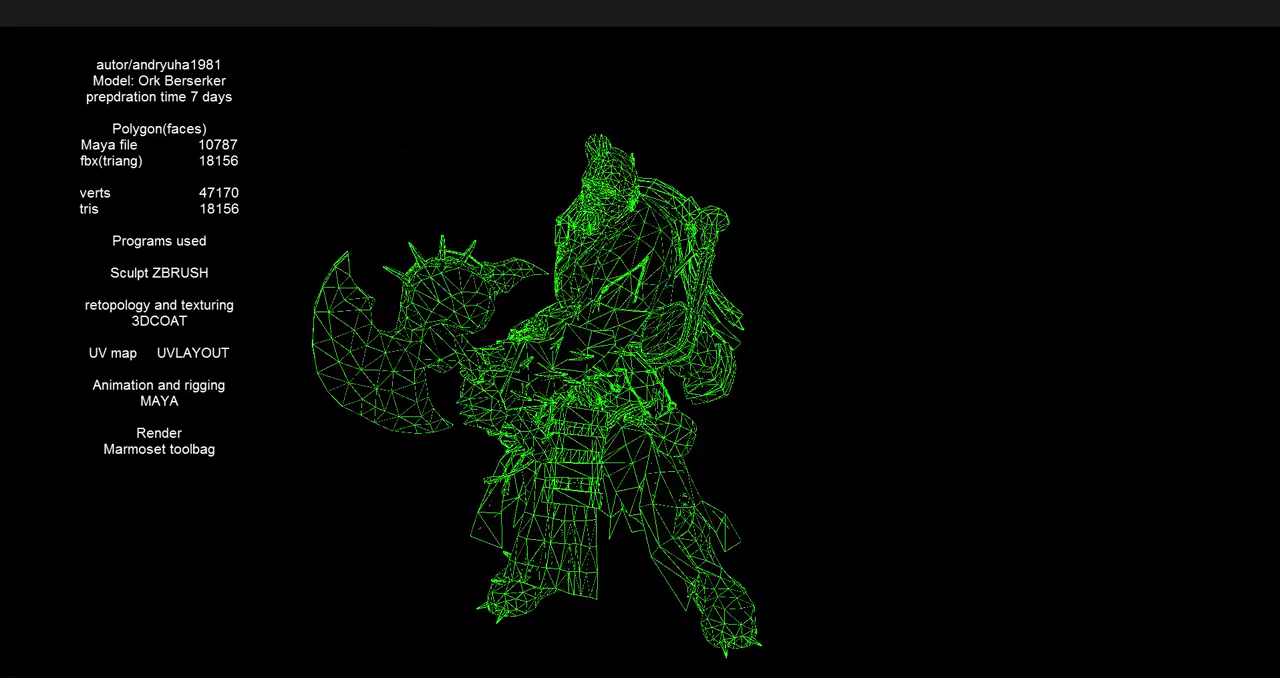 autor/andryuha1981
Model: Ork Berserker
prepdration time 7 days
Polygon(faces)
Maya file 10787
fbx(triang) 18156
verts 47170
tris 18156
Programs used
Sculpt ZBRUSH
retopology and texturing
3DCOAT
UV map UVLAYOUT
Animation and rigging
MAYA
Render
Marmoset toolbag